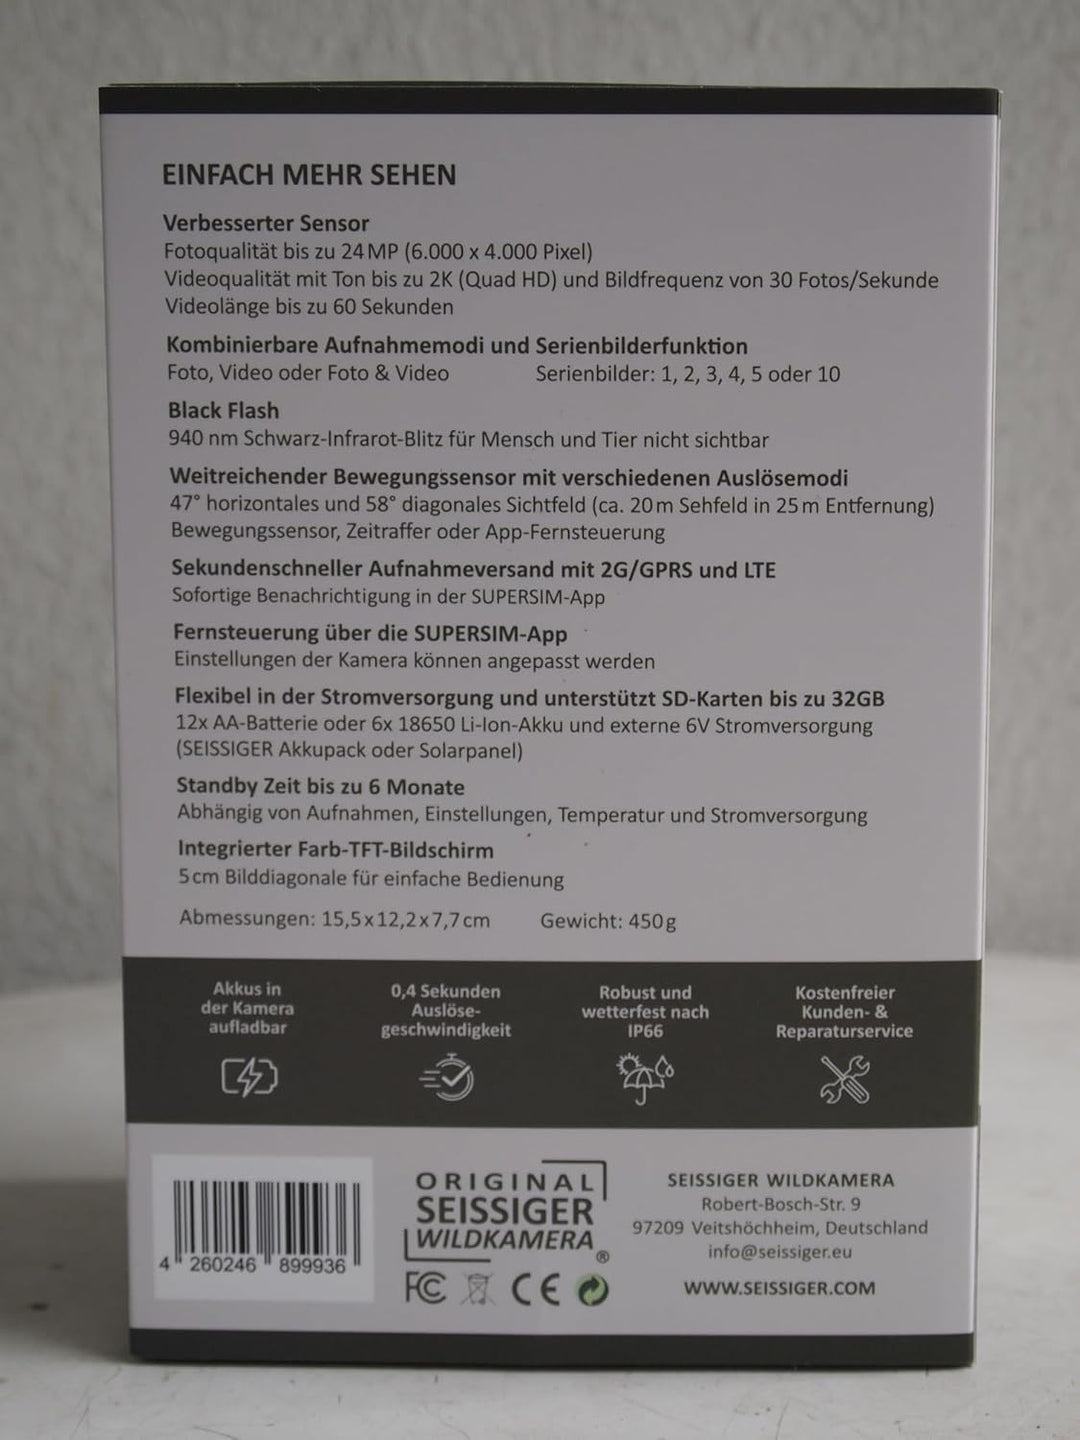 EINFACH MEHR SEHEN
Verbesserter Sensor
Fotoqualität bis zu 24 MP (6.000 x 4.000 Pixel)
Videoqualität mit Ton bis zu 2K (Quad HD) und Bildfrequenz von 30 Fotos/Sekunde
Videolänge bis zu 60 Sekunden
Kombinierbare Aufnahmemodi und Serienbilderfunktion
Foto, Video oder Foto & Video Serienbilder: 1, 2, 3, 4, 5 oder 10
Black Flash
940 nm Schwarz-Infrarot-Blitz für Mensch und Tier nicht sichtbar
Weitreichender Bewegungssensor mit verschiedenen Auslösemodi
47° horizontales und 58° diagonales Sichtfeld (ca. 20 m Sehfeld in 25 m Entfernung)
Bewegungssensor, Zeitraffer oder App-Fernsteuerung
Sekundenschneller Aufnahmeversand mit 2G/GPRS und LTE
Sofortige Benachrichtigung in der SUPERSIM-App
Fernsteuerung über die SUPERSIM-App
Einstellungen der Kamera können angepasst werden
Flexibel in der Stromversorgung und unterstützt SD-Karten bis zu 32GB
12x AA-Batterie oder 6x 18650 Li-Ion-Akku und externe 6V Stromversorgung
(SEISSIGER Akkupack oder Solarpanel)
Standby Zeit bis zu 6 Monate
Abhängig von Aufnahmen, Einstellungen, Temperatur und Stromversorgung
Integrierter Farb-TFT-Bildschirm
5 cm Bilddiagonale für einfache Bedienung
Abmessungen: 15,5 x 12,2 x 7,7 cm Gewicht: 450 g
Akkus in
der Kamera
aufladbar
0,4 Sekunden
Auslöse-
geschwindigkeit
Robust und
wetterfest nach
IP66
Kostenfreier
Kunden- &
Reparaturservice
4 260246 899936
ORIGINAL
SEISSIGER
WILDKAMERA ®
FC CE
SEISSIGER WILDKAMERA
Robert-Bosch-Str. 9
97209 Veitshöchheim, Deutschland
info@seissiger.eu
WWW.SEISSIGER.COM